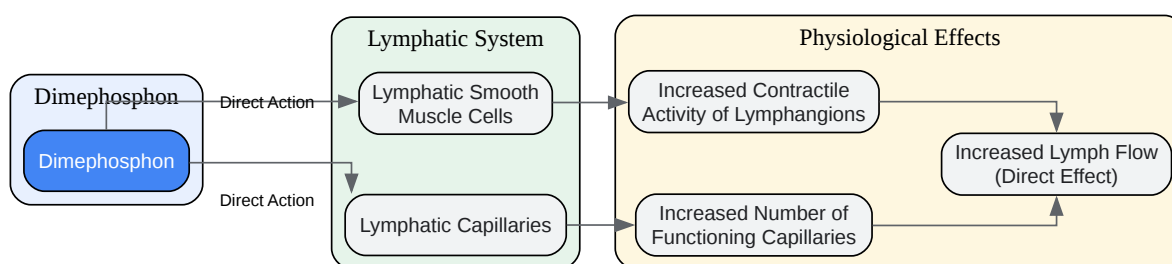 Dimephosphon
Dimephosphon
Direct Action
Direct Action
Lymphatic System
Lymphatic Smooth
Muscle Cells
Lymphatic Capillaries
Physiological Effects
Increased Contractile
Activity of Lymphangions
Increased Number of
Functioning Capillaries
Increased Lymph Flow
(Direct Effect)